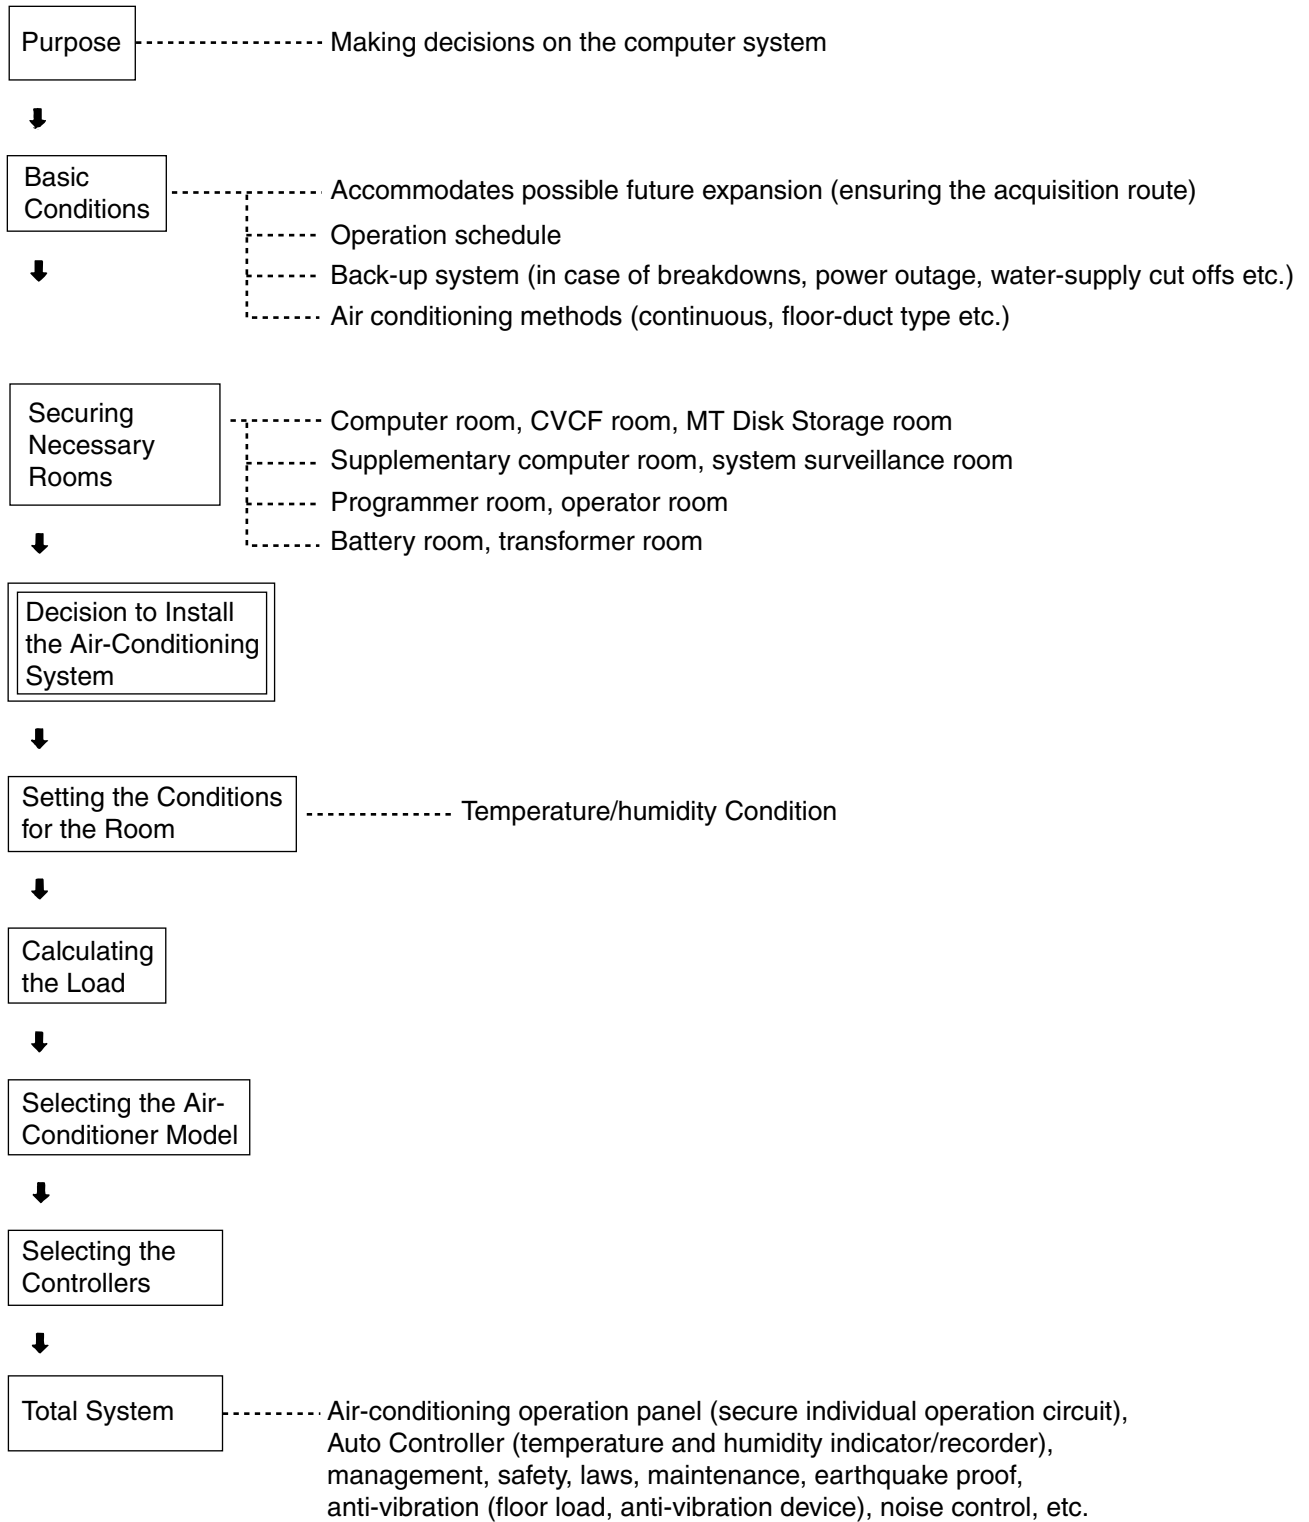 Purpose
Making decisions on the computer system
Basic
Conditions
Accommodates possible future expansion (ensuring the acquisition route)
Operation schedule
Back-up system (in case of breakdowns, power outage, water-supply cut offs etc.)
Air conditioning methods (continuous, floor-duct type etc.)
Securing
Necessary
Rooms
Computer room, CVCF room, MT Disk Storage room
Supplementary computer room, system surveillance room
Programmer room, operator room
Battery room, transformer room
Decision to Install
the Air-Conditioning
System
Setting the Conditions
for the Room
Temperature/humidity Condition
Calculating
the Load
Selecting the Air-
Conditioner Model
Selecting the
Controllers
Total System
Air-conditioning operation panel (secure individual operation circuit),
Auto Controller (temperature and humidity indicator/recorder),
management, safety, laws, maintenance, earthquake proof,
anti-vibration (floor load, anti-vibration device), noise control, etc.